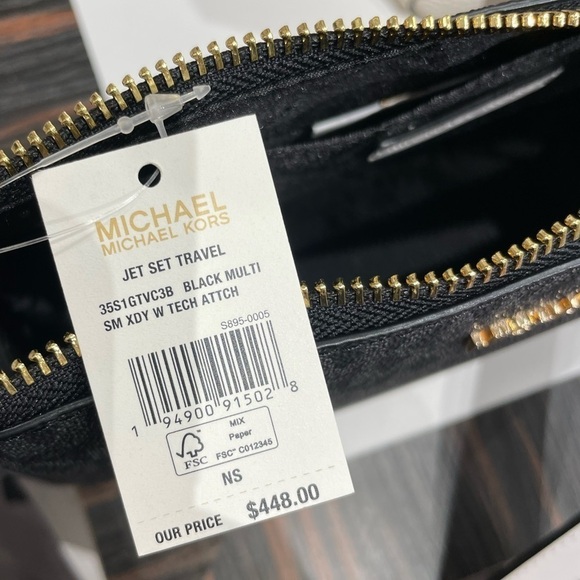 MICHAEL
MICHAEL KORS
JET SET TRAVEL
35S1GTVC3B BLACK MULTI
SM XDY W TECH ATTCH
S895-0005
1 94900 91502 8
FSC
MIX
Paper
FSC™ C012345
NS
OUR PRICE $448.00